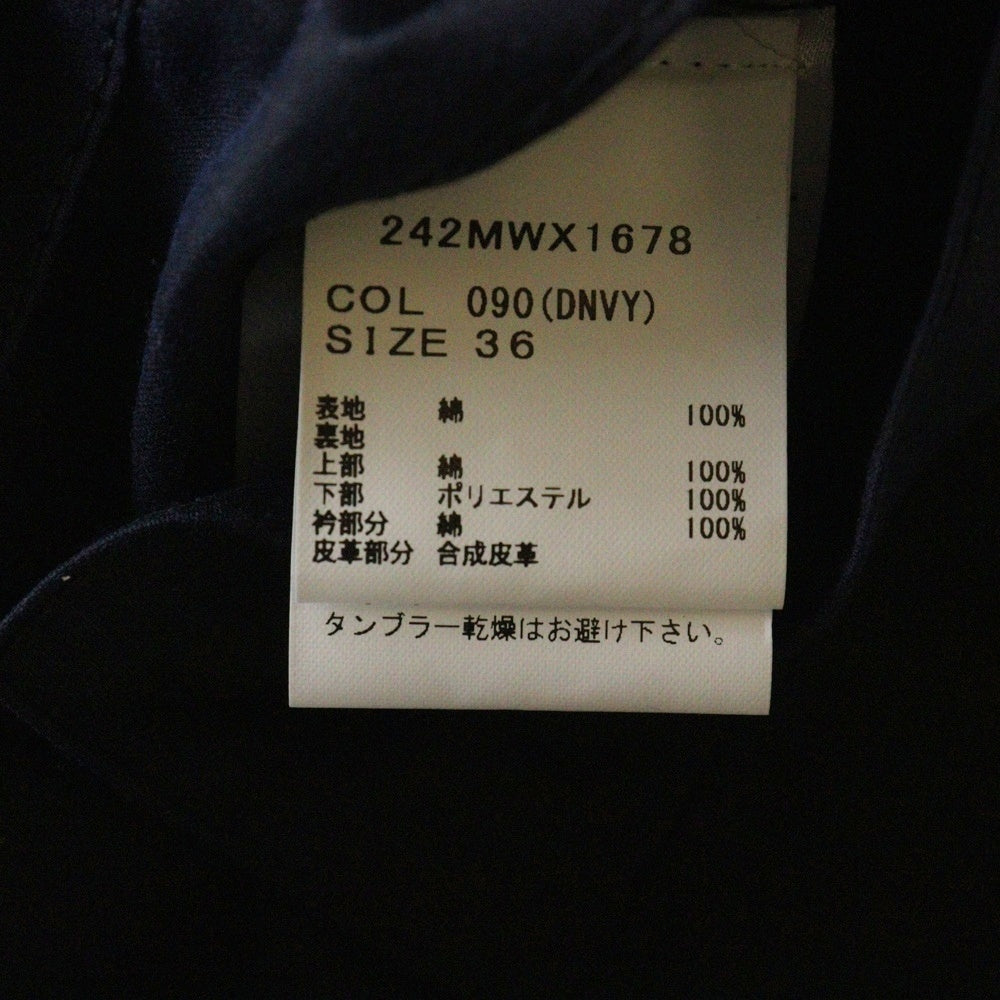 242MWX1678
COL 090(DNVY)
SIZE 36
表地 綿 100%
裏地
上部 綿 100%
下部 ポリエステル 100%
衿部分 綿 100%
皮革部分 合成皮革
タンブラー乾燥はお避け下さい。